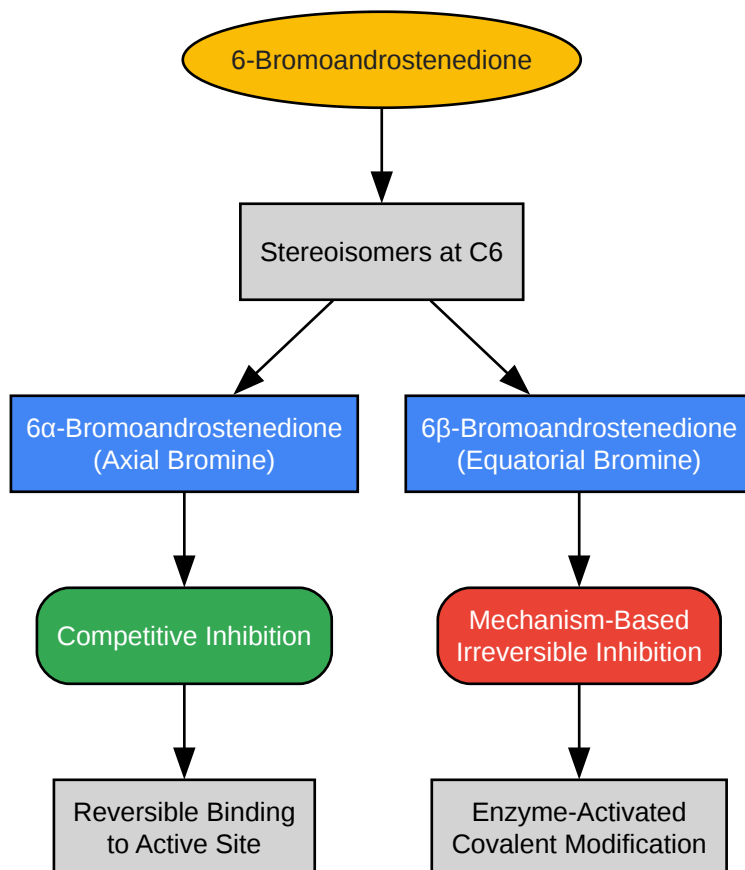 6-Bromoandrostenedione
Stereoisomers at C6
6α-Bromoandrostenedione
(Axial Bromine)
6β-Bromoandrostenedione
(Equatorial Bromine)
Competitive Inhibition
Mechanism-Based
Irreversible Inhibition
Reversible Binding
to Active Site
Enzyme-Activated
Covalent Modification